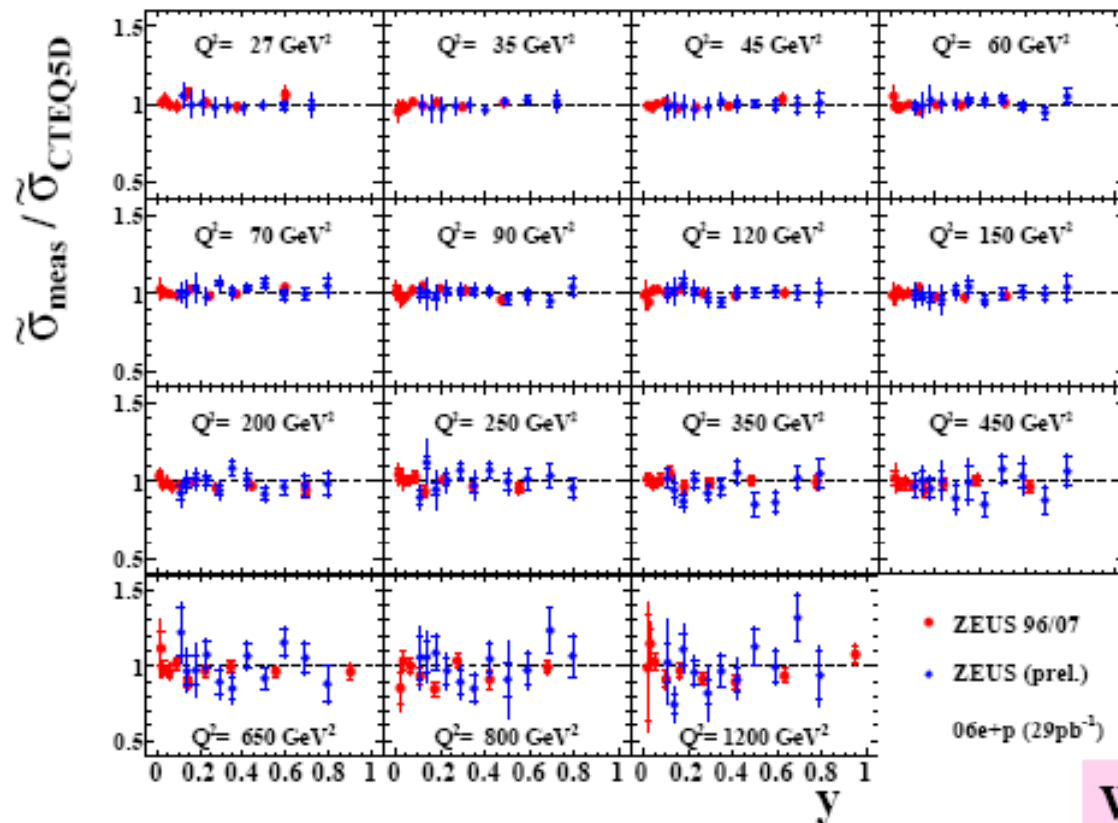 σ̃meas / σ̃CTEQ5D
1.5
Q²= 27 GeV²
Q²= 35 GeV²
Q²= 45 GeV²
Q²= 60 GeV²
1
0.5
1.5
Q²= 70 GeV²
Q²= 90 GeV²
Q²= 120 GeV²
Q²= 150 GeV²
1
0.5
1.5
Q²= 200 GeV²
Q²= 250 GeV²
Q²= 350 GeV²
Q²= 450 GeV²
1
0.5
1.5
ZEUS 96/07
1
ZEUS (prel.)
06e+p (29pb⁻¹)
Q²= 650 GeV²
Q²= 800 GeV²
Q²= 1200 GeV²
0.5
0 0.2 0.4 0.6 0.8 1
0 0.2 0.4 0.6 0.8 1
0 0.2 0.4 0.6 0.8 1
y